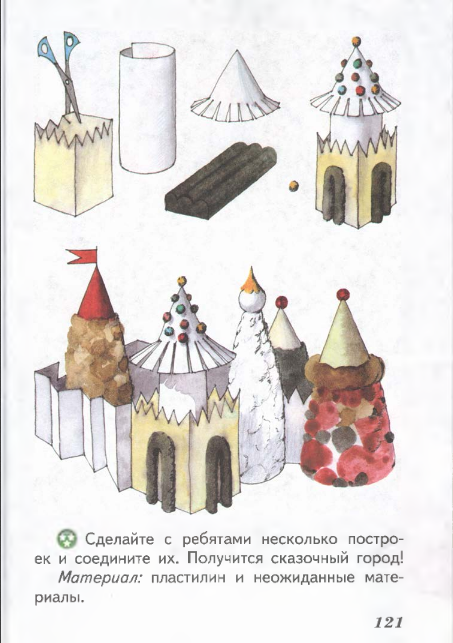 Сделайте с ребятами несколько постро-
ек и соедините их. Получится сказочный город!
Материал: пластилин и неожиданные мате-
риалы.
121